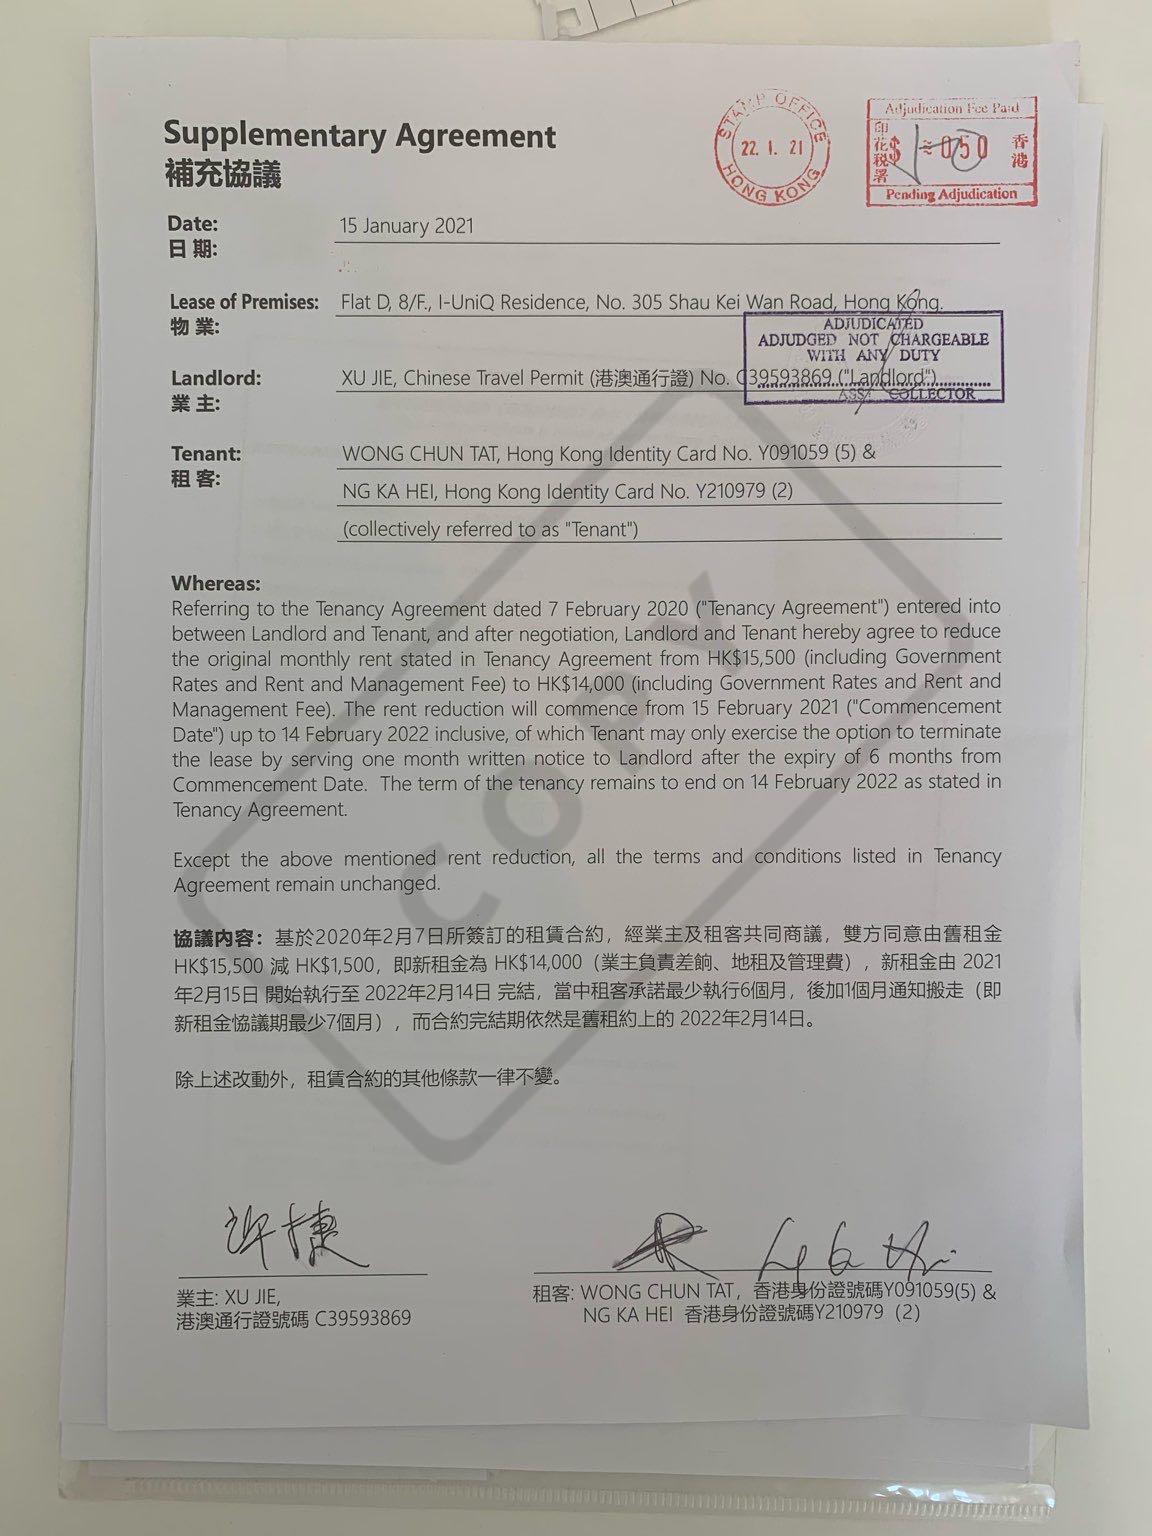 Supplementary Agreement
補充協議
STAMP OFFICE
22. 1. 21
HONG KONG
Adjudication Fee Paid
印花稅署
$ ≈050
香港
Pending Adjudication
Date: 15 January 2021
日 期:
Lease of Premises: Flat D, 8/F., I-UniQ Residence, No. 305 Shau Kei Wan Road, Hong Kong.
物 業:
ADJUDICATED
ADJUDGED NOT CHARGEABLE
WITH ANY DUTY
Landlord: XU JIE, Chinese Travel Permit (港澳通行證) No. C39593869 ("Landlord")
業 主:
ASST COLLECTOR
Tenant: WONG CHUN TAT, Hong Kong Identity Card No. Y091059 (5) &
租 客:
NG KA HEI, Hong Kong Identity Card No. Y210979 (2)
(collectively referred to as "Tenant")
Whereas:
Referring to the Tenancy Agreement dated 7 February 2020 ("Tenancy Agreement") entered into
between Landlord and Tenant, and after negotiation, Landlord and Tenant hereby agree to reduce
the original monthly rent stated in Tenancy Agreement from HK$15,500 (including Government
Rates and Rent and Management Fee) to HK$14,000 (including Government Rates and Rent and
Management Fee). The rent reduction will commence from 15 February 2021 ("Commencement
Date") up to 14 February 2022 inclusive, of which Tenant may only exercise the option to terminate
the lease by serving one month written notice to Landlord after the expiry of 6 months from
Commencement Date. The term of the tenancy remains to end on 14 February 2022 as stated in
Tenancy Agreement.
Except the above mentioned rent reduction, all the terms and conditions listed in Tenancy
Agreement remain unchanged.
COPY
協議內容：基於2020年2月7日所簽訂的租賃合約，經業主及租客共同商議，雙方同意由舊租金
HK$15,500 減 HK$1,500，即新租金為 HK$14,000（業主負責差餉、地租及管理費），新租金由 2021
年2月15日 開始執行至 2022年2月14日 完結，當中租客承諾最少執行6個月，後加1個月通知搬走（即
新租金協議期最少7個月），而合約完結期依然是舊租約上的 2022年2月14日。
除上述改動外，租賃合約的其他條款一律不變。
許捷
Ng Ka Hei
業主: XU JIE,
港澳通行證號碼 C39593869
租客: WONG CHUN TAT，香港身份證號碼Y091059(5) &
NG KA HEI 香港身份證號碼Y210979（2）